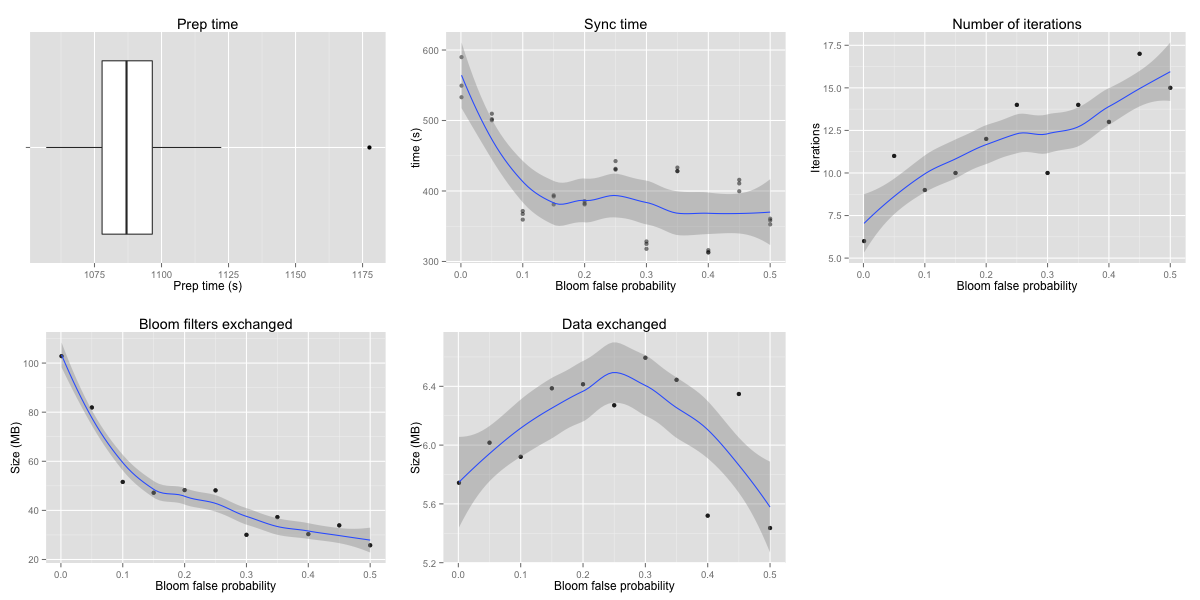 Prep time
1075 1100 1125 1150 1175
Prep time (s)
Sync time
time (s)
600
500
400
300
0.0 0.1 0.2 0.3 0.4 0.5
Bloom false probability
Number of iterations
Iterations
17.5
15.0
12.5
10.0
7.5
5.0
0.0 0.1 0.2 0.3 0.4 0.5
Bloom false probability
Bloom filters exchanged
Size (MB)
100
80
60
40
20
0.0 0.1 0.2 0.3 0.4 0.5
Bloom false probability
Data exchanged
Size (MB)
6.4
6.0
5.6
5.2
0.0 0.1 0.2 0.3 0.4 0.5
Bloom false probability